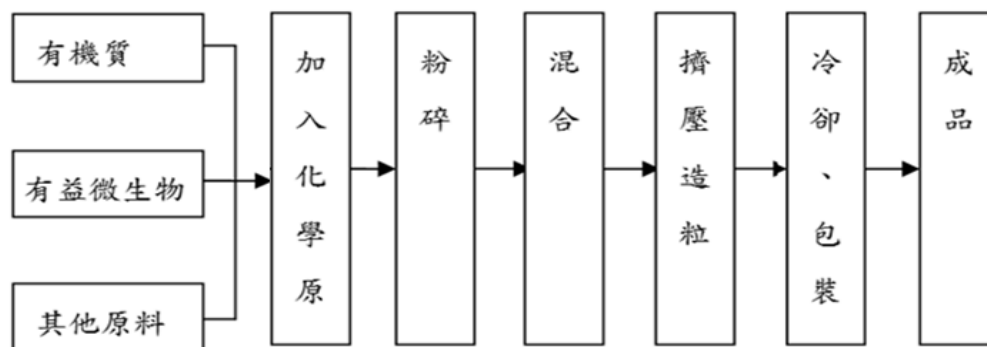 有機質
有益微生物
其他原料
加入化學原
粉碎
混合
擠壓造粒
冷卻、包裝
成品